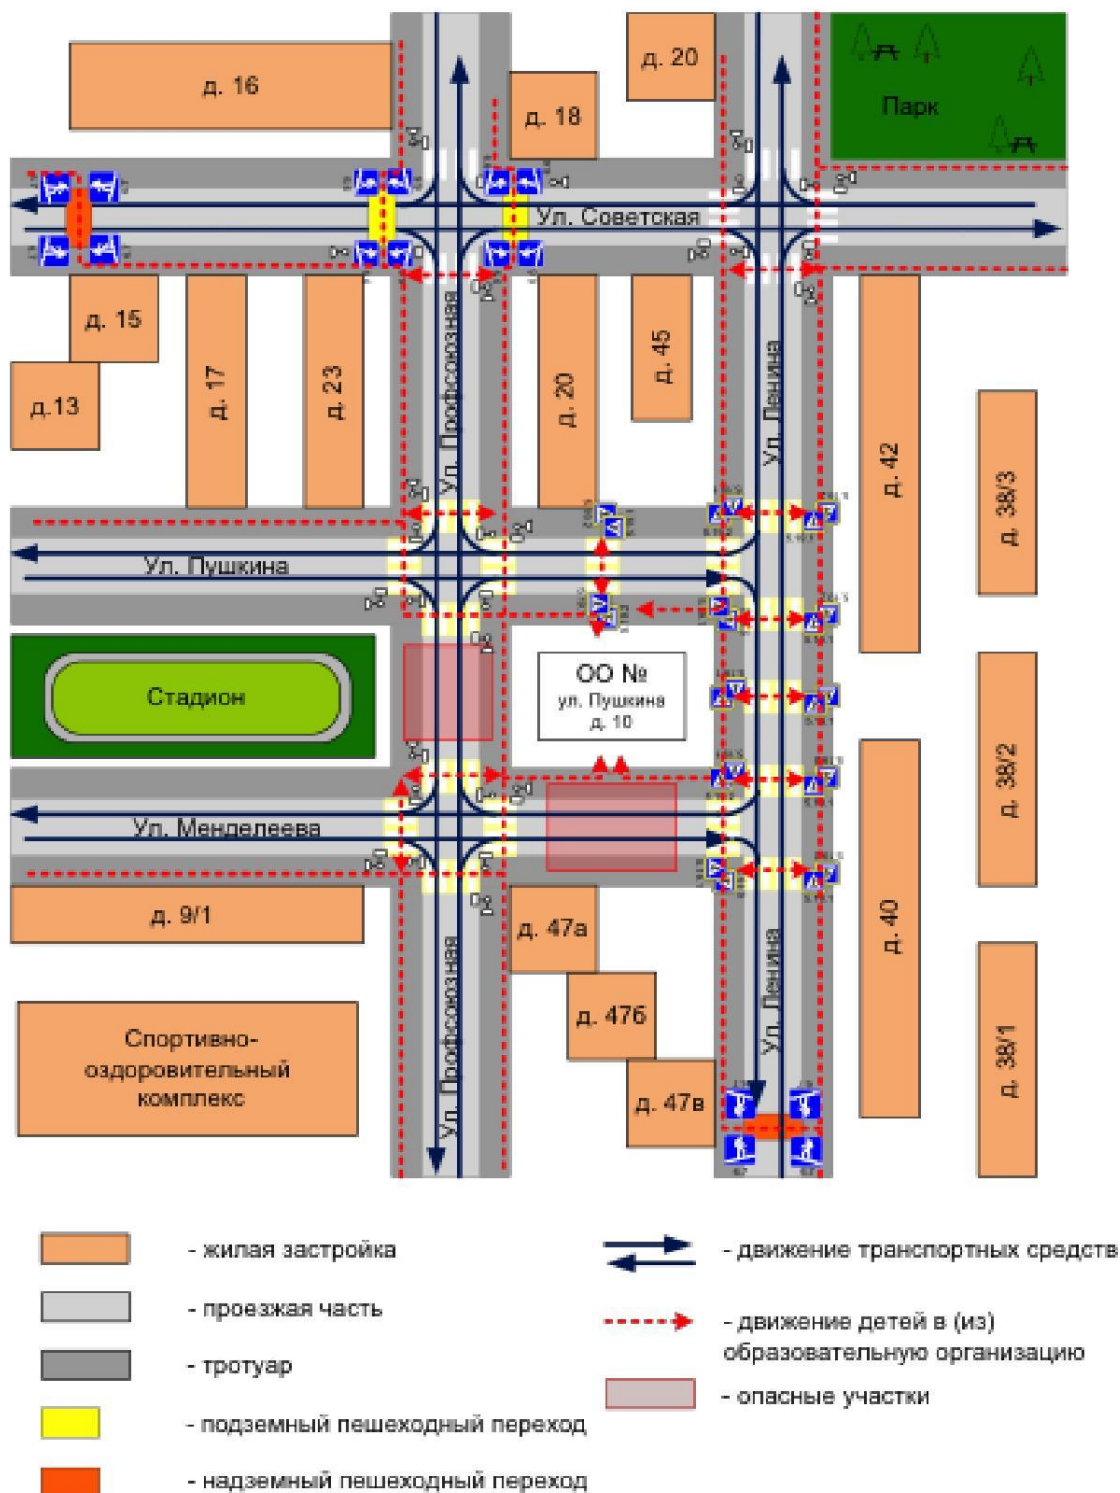 д. 16
д. 18
д. 20
Парк
Ул. Советская
д. 15
д.13
д. 17
д. 23
Ул. Профсоюзная
д. 20
д. 45
Ул. Ленина
д. 42
д. 38/3
Ул. Пушкина
Стадион
ОО №
ул. Пушкина
д. 10
д. 38/2
Ул. Менделеева
д. 9/1
д. 47а
д. 47б
д. 47в
Ул. Профсоюзная
Ул. Ленина
д. 40
д. 38/1
Спортивно-
оздоровительный
комплекс
- жилая застройка
- проезжая часть
- тротуар
- подземный пешеходный переход
- надземный пешеходный переход
- движение транспортных средств
- движение детей в (из)
образовательную организацию
- опасные участки